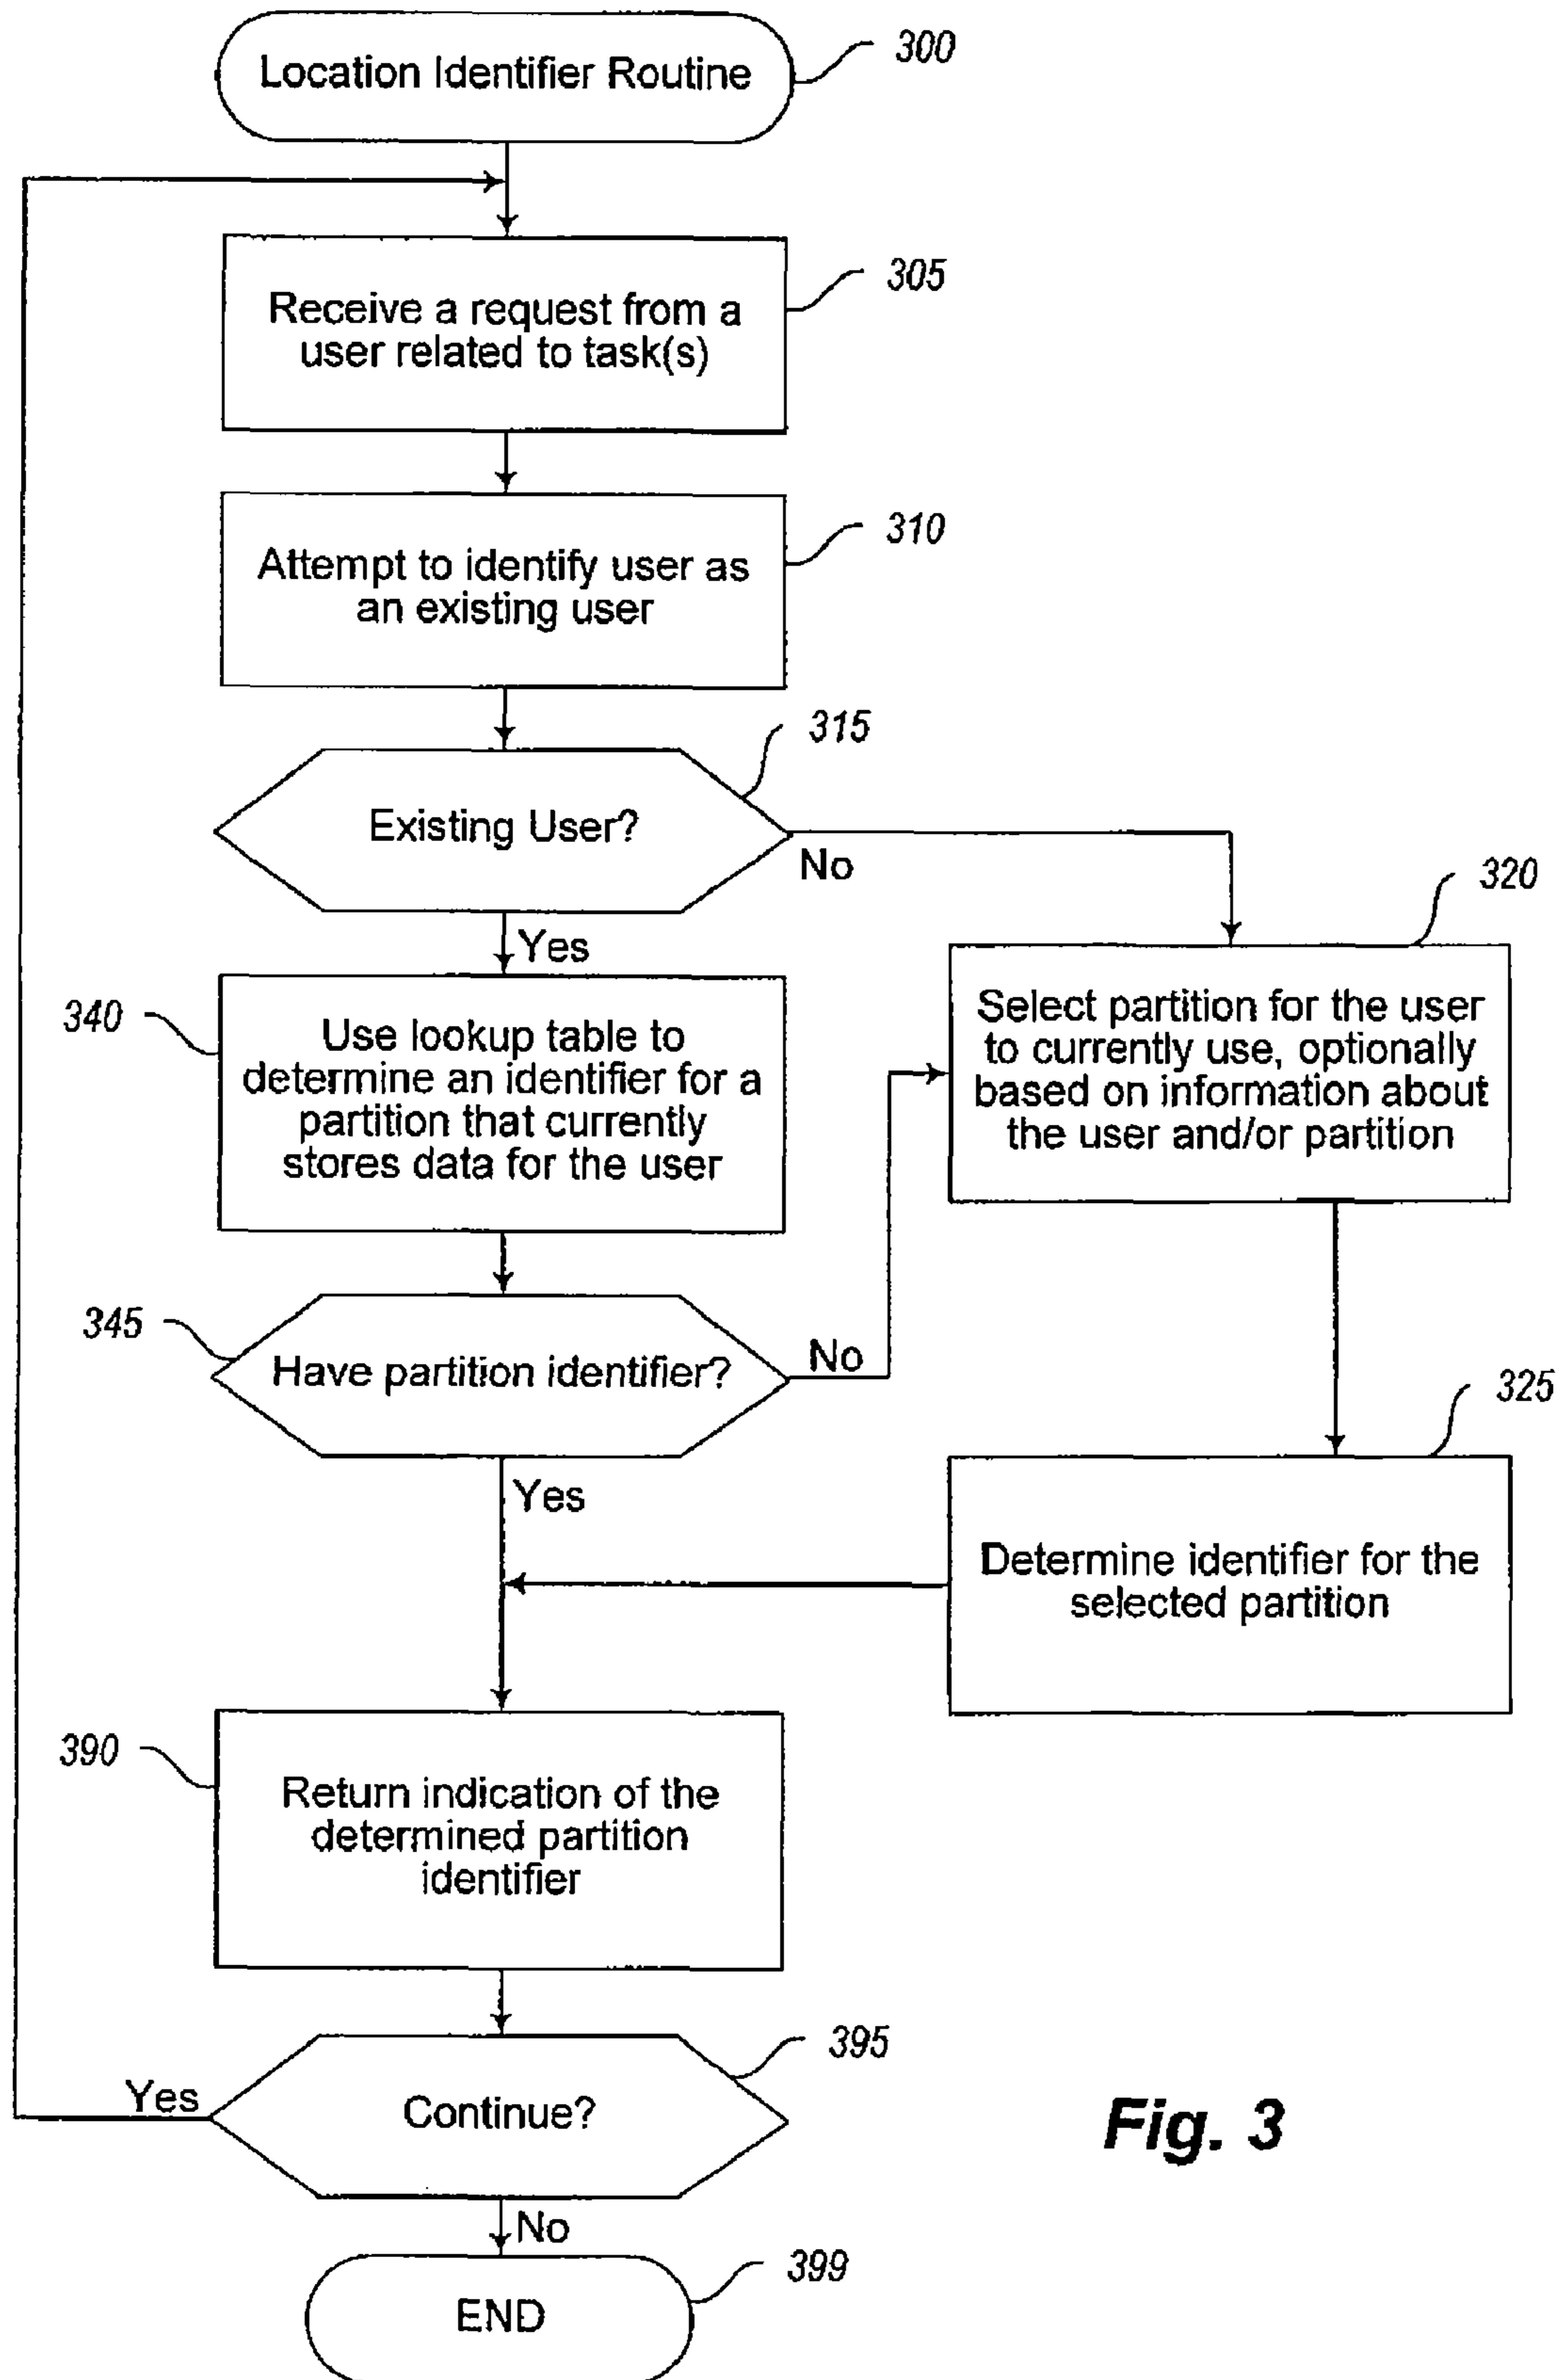 Location Identifier Routine
300
Receive a request from a
user related to task(s)
305
Attempt to identify user as
an existing user
310
315
Existing User?
No
Yes
320
340
Use lookup table to
determine an identifier for a
partition that currently
stores data for the user
Select partition for the user
to currently use, optionally
based on information about
the user and/or partition
345
Have partition identifier?
No
Yes
325
Determine identifier for the
selected partition
390
Return indication of the
determined partition
identifier
395
Continue?
Yes
No
Fig. 3
399
END